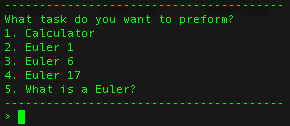 --------------------------------------
What task do you want to preform?
1. Calculator
2. Euler 1
3. Euler 6
4. Euler 17
5. What is a Euler?
--------------------------------------
>